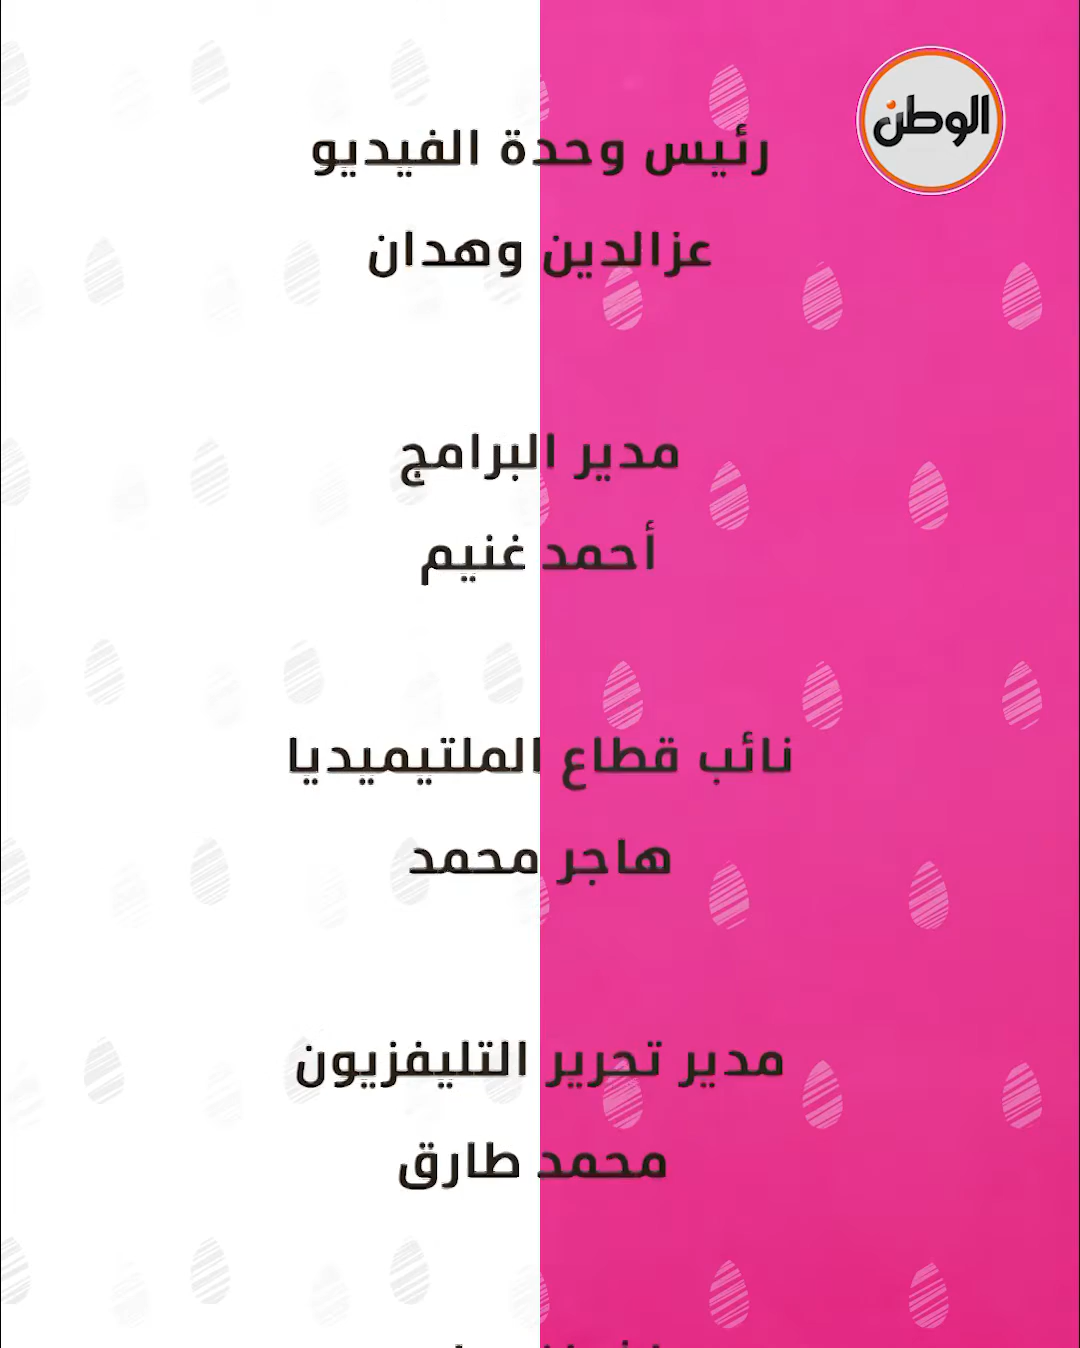 الوطن
رئيس وحدة الفيديو
عزالدين وهدان
مدير البرامج
أحمد غنيم
نائب قطاع الملتيميديا
هاجر محمد
مدير تحرير التليفزيون
محمد طارق